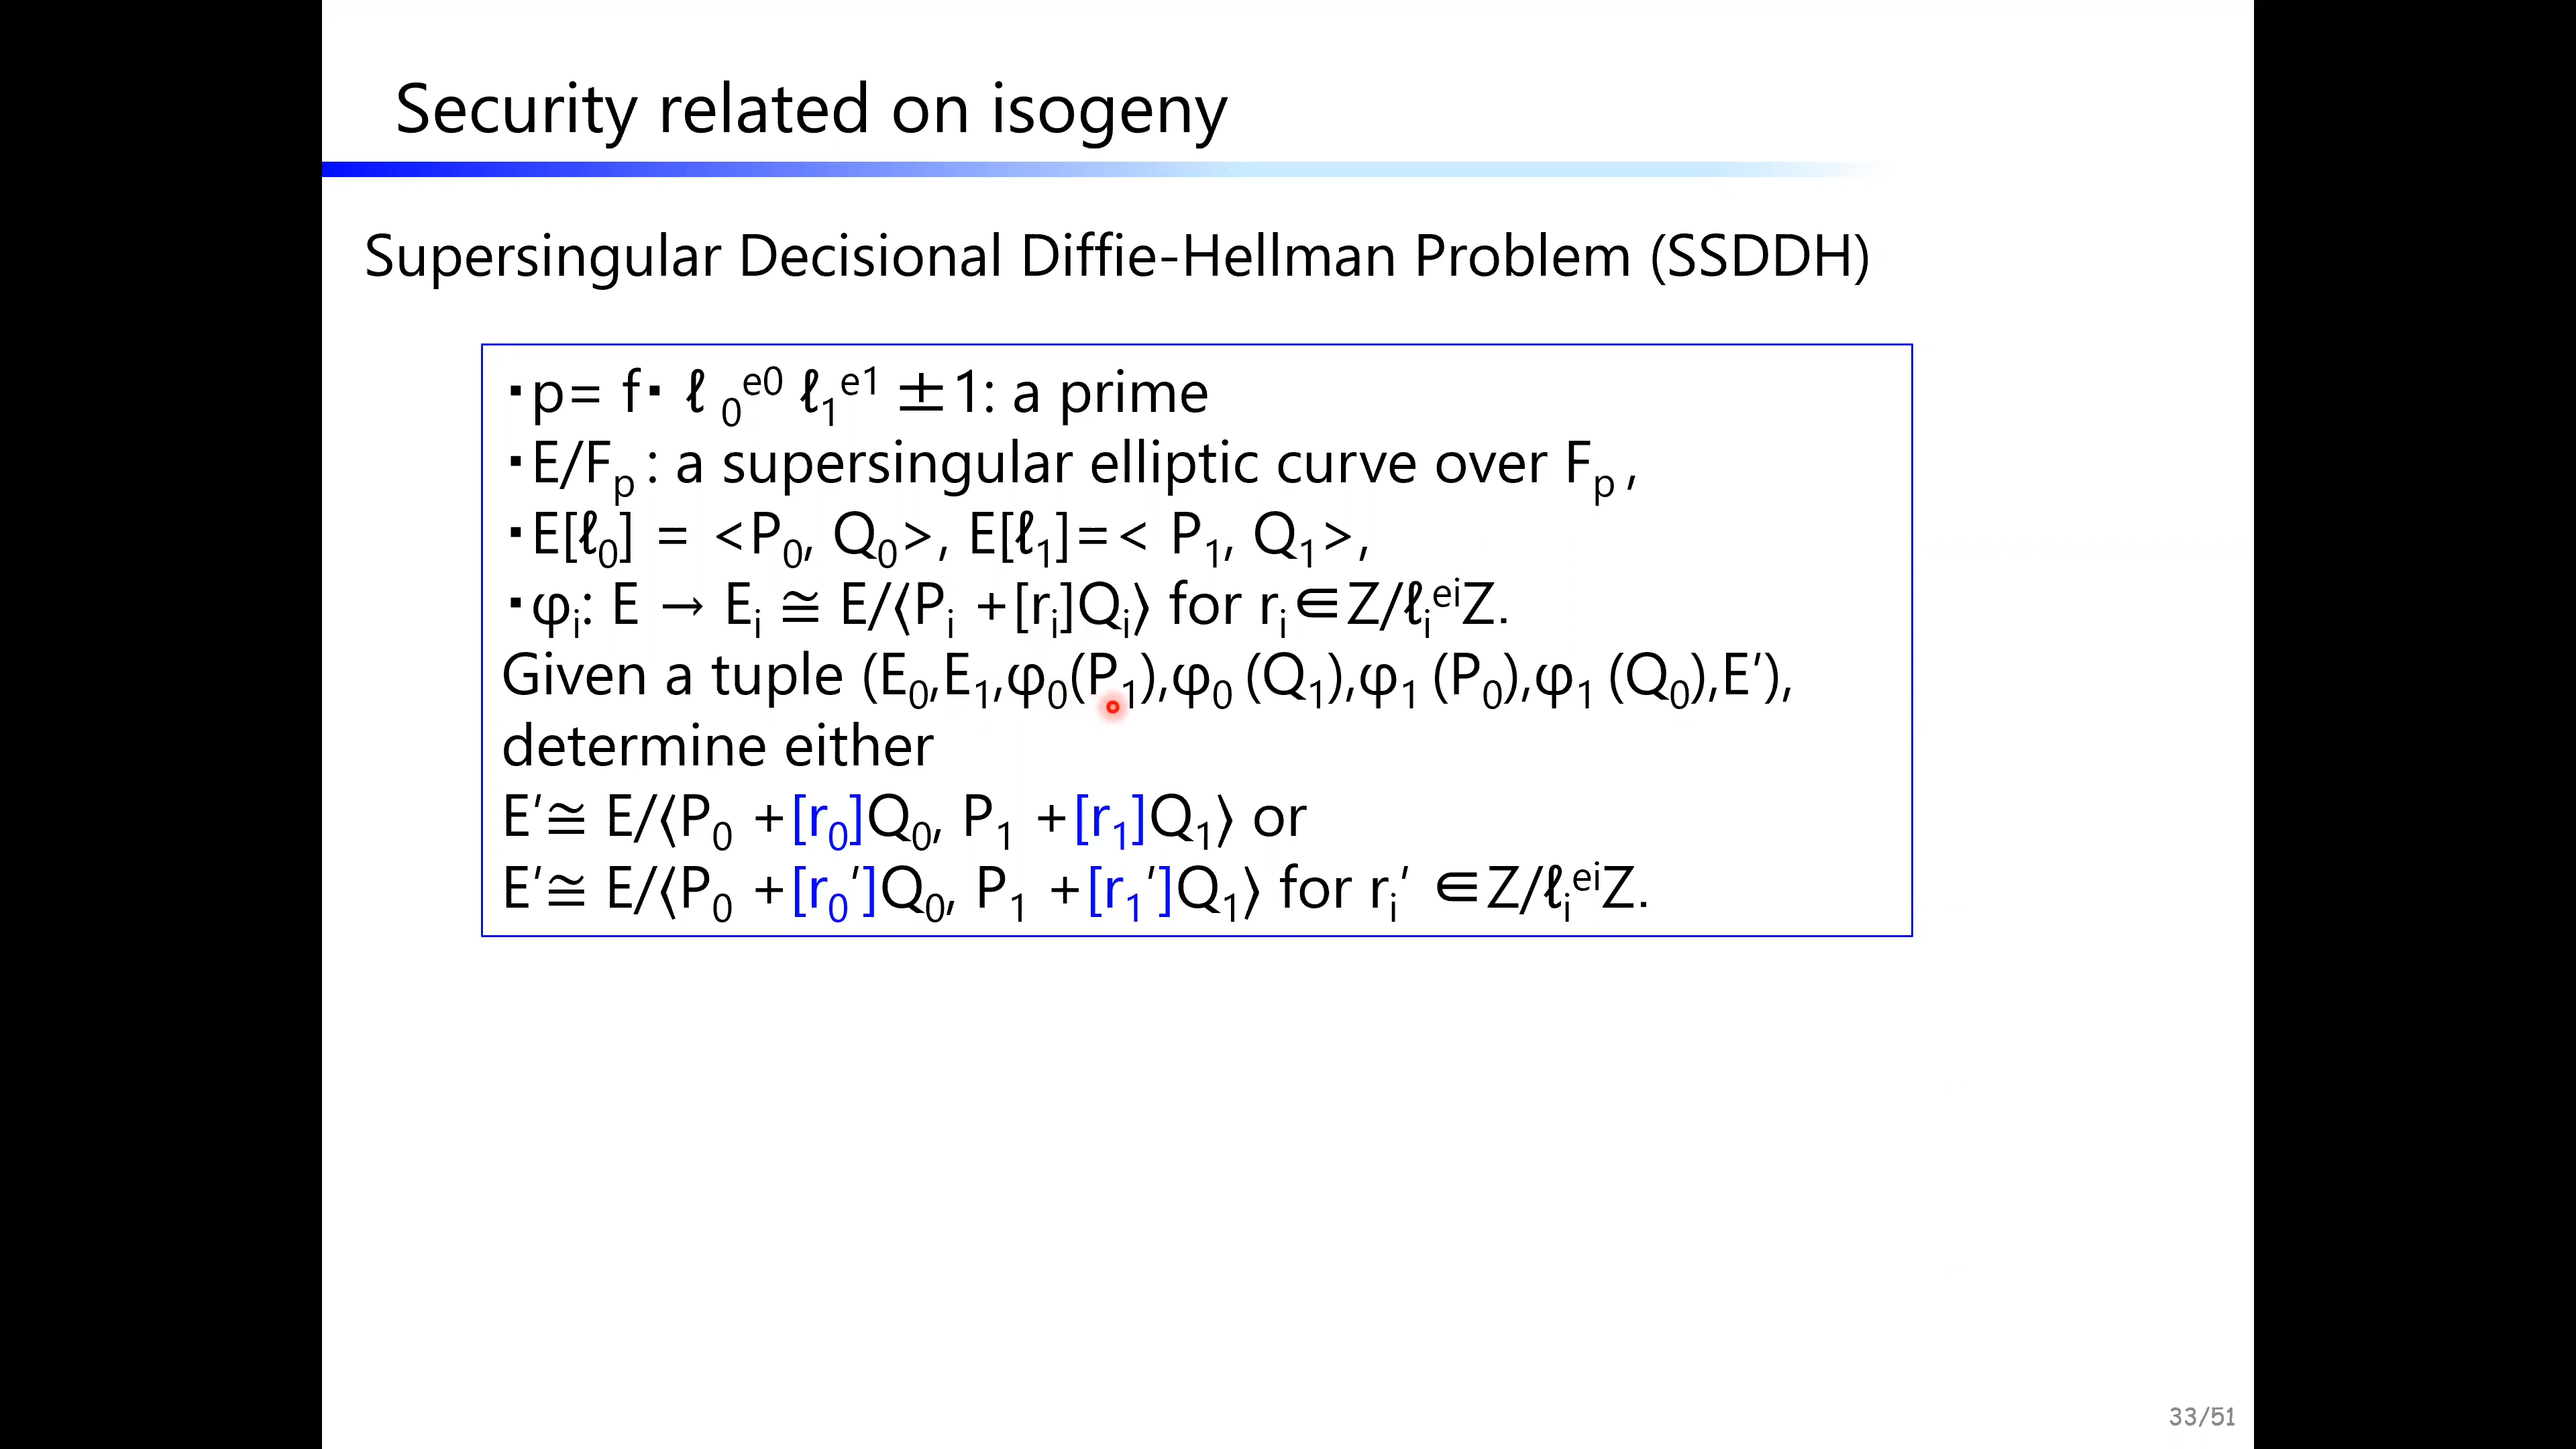 Security related on isogeny
Supersingular Decisional Diffie-Hellman Problem (SSDDH)
・p= f・ ℓ ₀ᵉ⁰ ℓ₁ᵉ¹ ±1: a prime
・E/Fₚ : a supersingular elliptic curve over Fₚ ,
・E[ℓ₀] = <P₀, Q₀>, E[ℓ₁]=< P₁, Q₁>,
・φᵢ: E → Eᵢ ≅ E/⟨Pᵢ +[rᵢ]Qᵢ⟩ for rᵢ∈Z/ℓᵢᵉⁱZ.
Given a tuple (E₀,E₁,φ₀(P₁),φ₀ (Q₁),φ₁ (P₀),φ₁ (Q₀),E′),
determine either
E′≅ E/⟨P₀ +[r₀]Q₀, P₁ +[r₁]Q₁⟩ or
E′≅ E/⟨P₀ +[r₀′]Q₀, P₁ +[r₁′]Q₁⟩ for rᵢ′ ∈Z/ℓᵢᵉⁱZ.
33/51